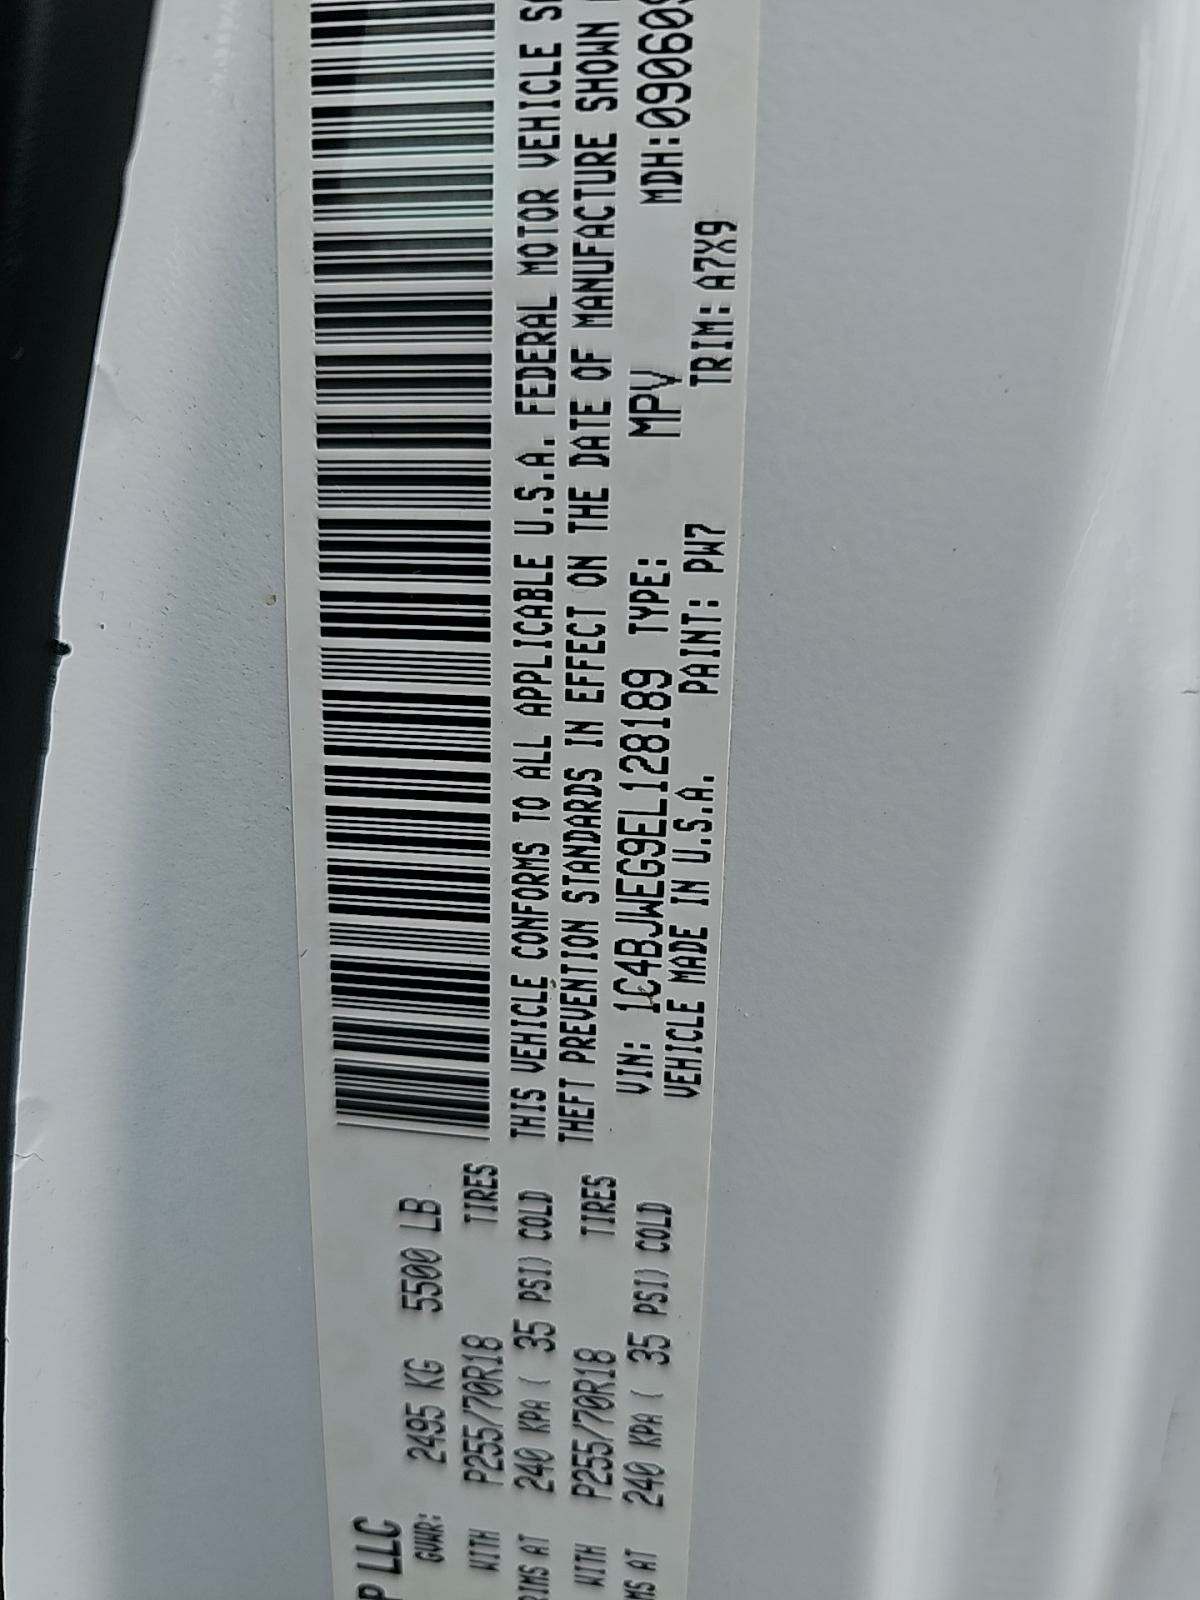 P LLC
GVWR: 2495 KG 5500 LB
WITH P255/70R18 TIRES
RIMS AT 240 KPA ( 35 PSI) COLD
WITH P255/70R18 TIRES
MS AT 240 KPA ( 35 PSI) COLD
THIS VEHICLE CONFORMS TO ALL APPLICABLE U.S.A. FEDERAL MOTOR VEHICLE S
THEFT PREVENTION STANDARDS IN EFFECT ON THE DATE OF MANUFACTURE SHOWN
VIN: 1C4BJWEG9EL128189 TYPE: MPV MDH:09060
VEHICLE MADE IN U.S.A. PAINT: PW7 TRIM: A7X9